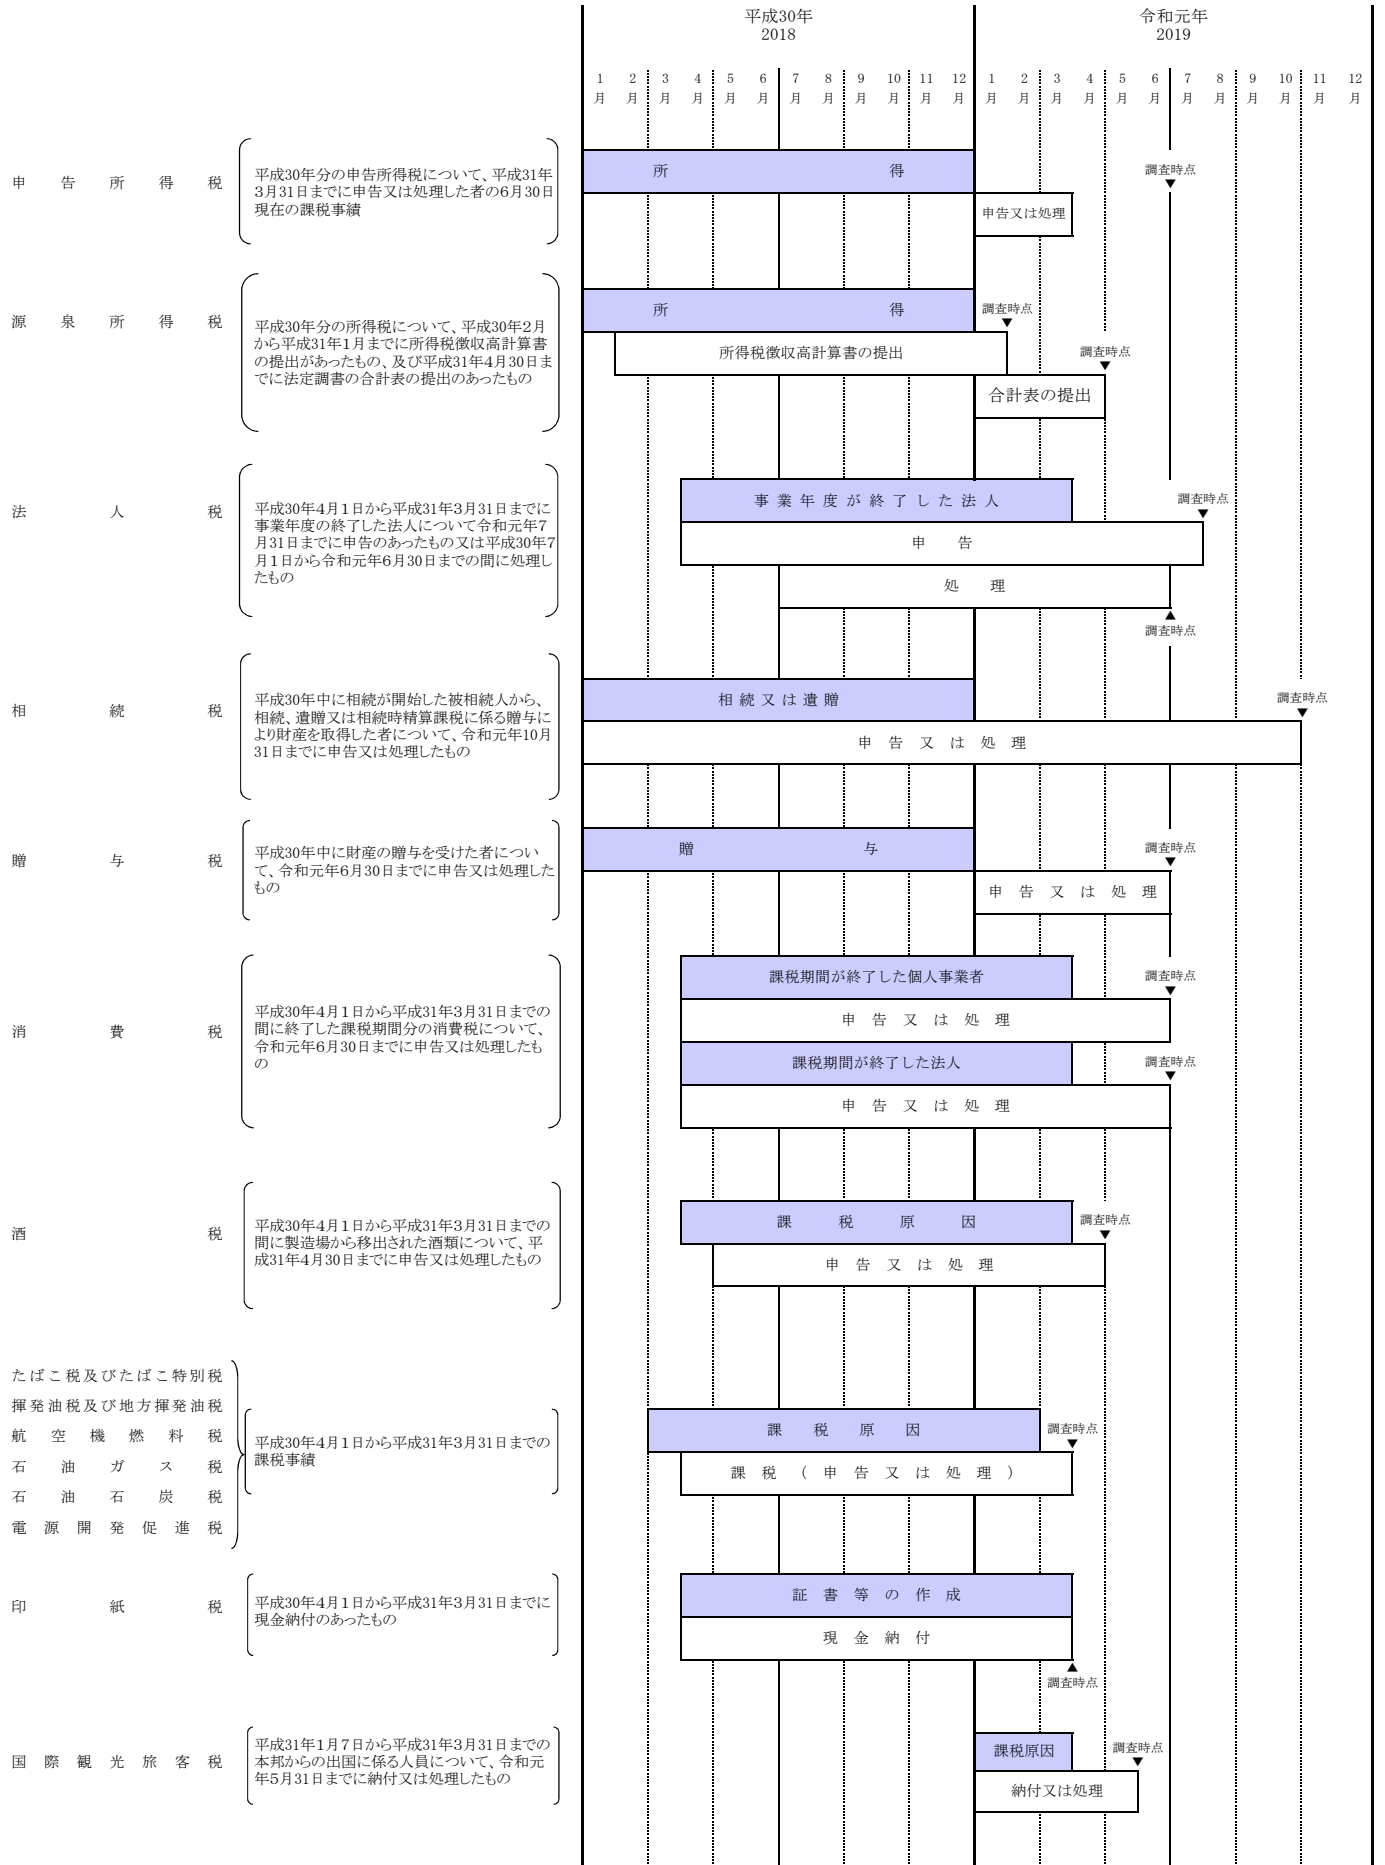 平成30年
2018
令和元年
2019
1 2 3 4 5 6 7 8 9 10 11 12 1 2 3 4 5 6 7 8 9 10 11 12
月 月 月 月 月 月 月 月 月 月 月 月 月 月 月 月 月 月 月 月 月 月 月 月
申告所得税
平成30年分の申告所得税について、平成31年
3月31日までに申告又は処理した者の6月30日
現在の課税事績
所得
調査時点
▼
申告又は処理
源泉所得税
平成30年分の所得税について、平成30年2月
から平成31年1月までに所得税徴収高計算書
の提出があったもの、及び平成31年4月30日ま
でに法定調書の合計表の提出のあったもの
所得
調査時点
▼
所得税徴収高計算書の提出
調査時点
▼
合計表の提出
法人税
平成30年4月1日から平成31年3月31日までに
事業年度の終了した法人について令和元年7
月31日までに申告のあったもの又は平成30年7
月1日から令和元年6月30日までの間に処理し
たもの
事業年度が終了した法人
調査時点
▼
申告
処理
▲
調査時点
相続税
平成30年中に相続が開始した被相続人から、
相続、遺贈又は相続時精算課税に係る贈与に
より財産を取得した者について、令和元年10月
31日までに申告又は処理したもの
相続又は遺贈
調査時点
▼
申告又は処理
贈与税
平成30年中に財産の贈与を受けた者につい
て、令和元年6月30日までに申告又は処理した
もの
贈与
調査時点
▼
申告又は処理
消費税
平成30年4月1日から平成31年3月31日までの
間に終了した課税期間分の消費税について、
令和元年6月30日までに申告又は処理したも
の
課税期間が終了した個人事業者
調査時点
▼
申告又は処理
課税期間が終了した法人
調査時点
▼
申告又は処理
酒税
平成30年4月1日から平成31年3月31日までの
間に製造場から移出された酒類について、平
成31年4月30日までに申告又は処理したもの
課税原因
調査時点
▼
申告又は処理
たばこ税及びたばこ特別税
揮発油税及び地方揮発油税
航空機燃料税
石油ガス税
石油石炭税
電源開発促進税
平成30年4月1日から平成31年3月31日までの
課税事績
課税原因
調査時点
▼
課税（申告又は処理）
印紙税
平成30年4月1日から平成31年3月31日までに
現金納付のあったもの
証書等の作成
現金納付
▲
調査時点
国際観光旅客税
平成31年1月7日から平成31年3月31日までの
本邦からの出国に係る人員について、令和元
年5月31日までに納付又は処理したもの
課税原因
調査時点
▼
納付又は処理